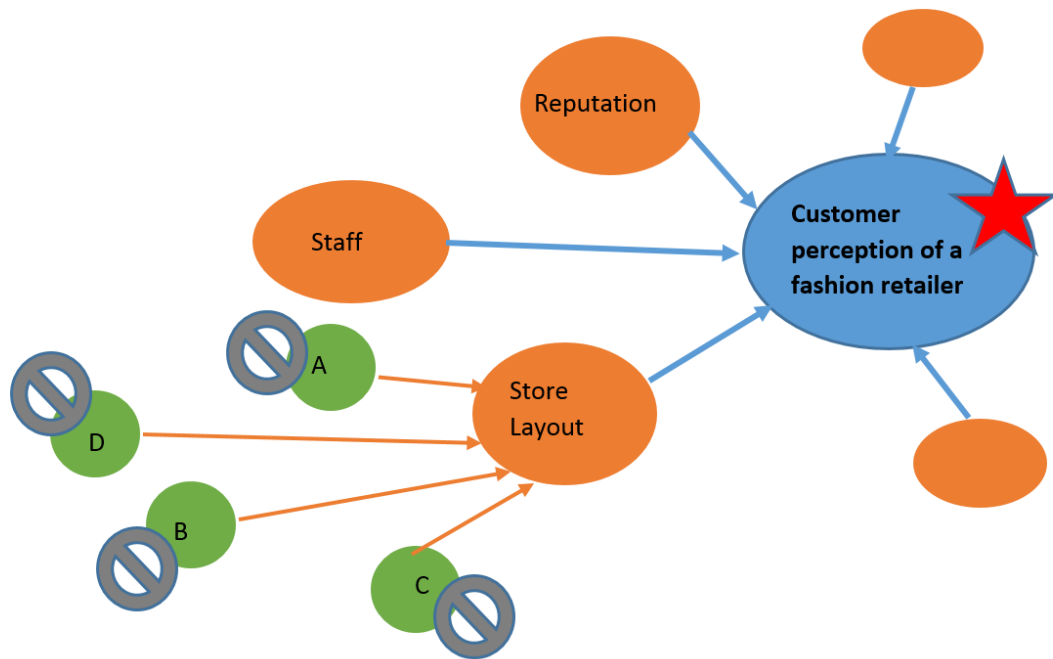 Reputation
Customer
perception of a
fashion retailer
Staff
A
Store
Layout
D
B
C